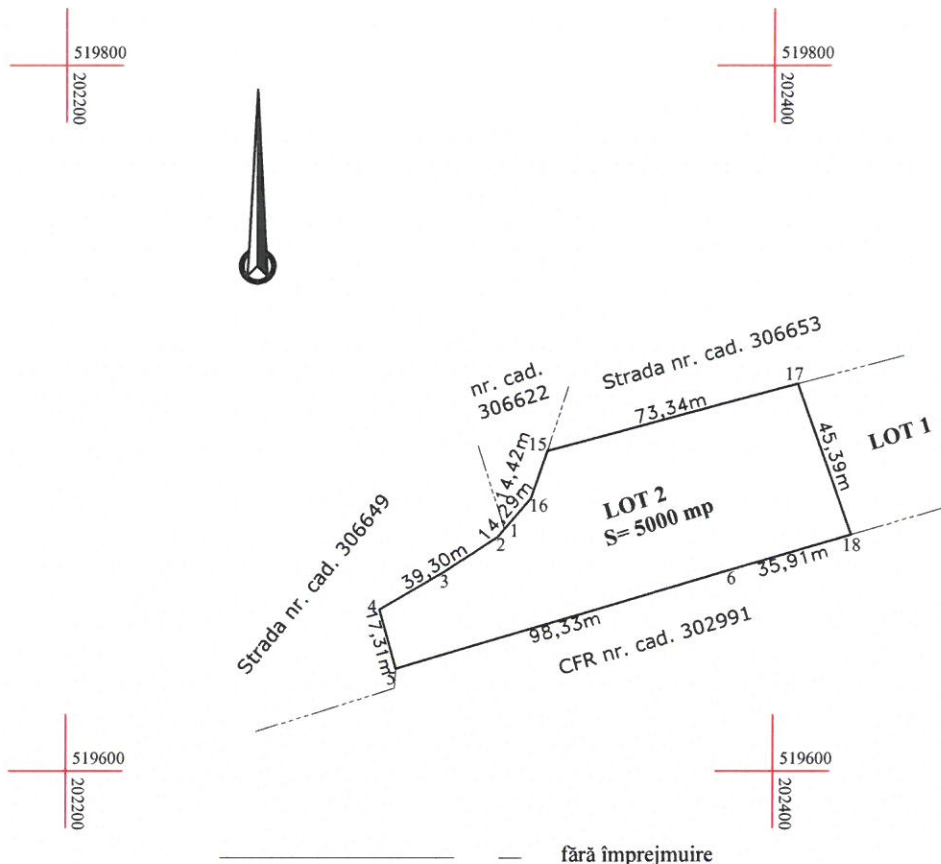 519800
202200
519800
202400
Strada nr. cad. 306653
17
nr. cad.
306622
73,34m
15
14,42m
45,39m
LOT 1
16
14,29m
1
2
LOT 2
S= 5000 mp
18
35,91m
6
Strada nr. cad. 306649
39,30m
3
4
17,31m
5
98,33m
CFR nr. cad. 302991
519600
202200
519600
202400
fără împrejmuire